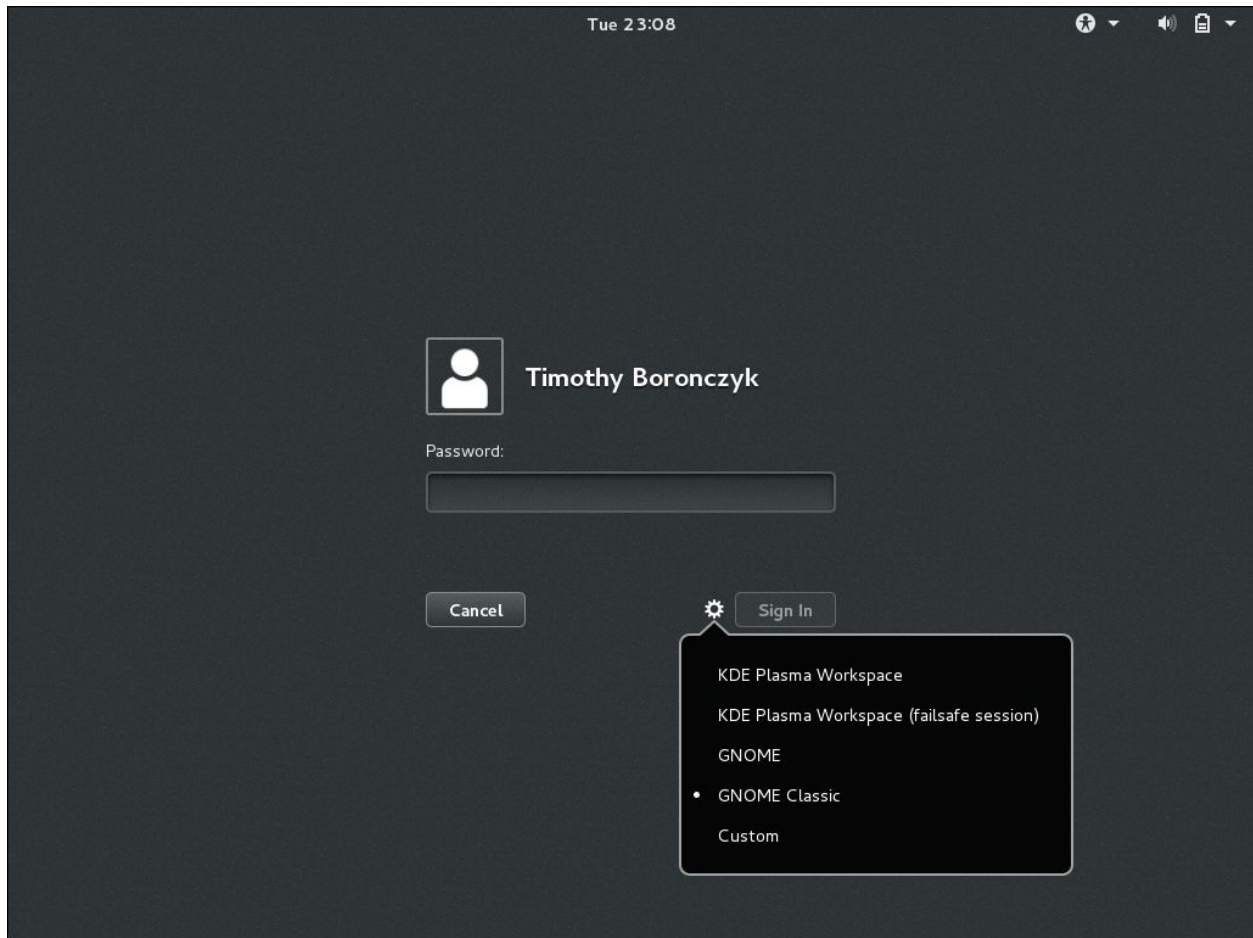 Tue 23:08
Timothy Boronczyk
Password:
Cancel
Sign In
KDE Plasma Workspace
KDE Plasma Workspace (failsafe session)
GNOME
• GNOME Classic
Custom